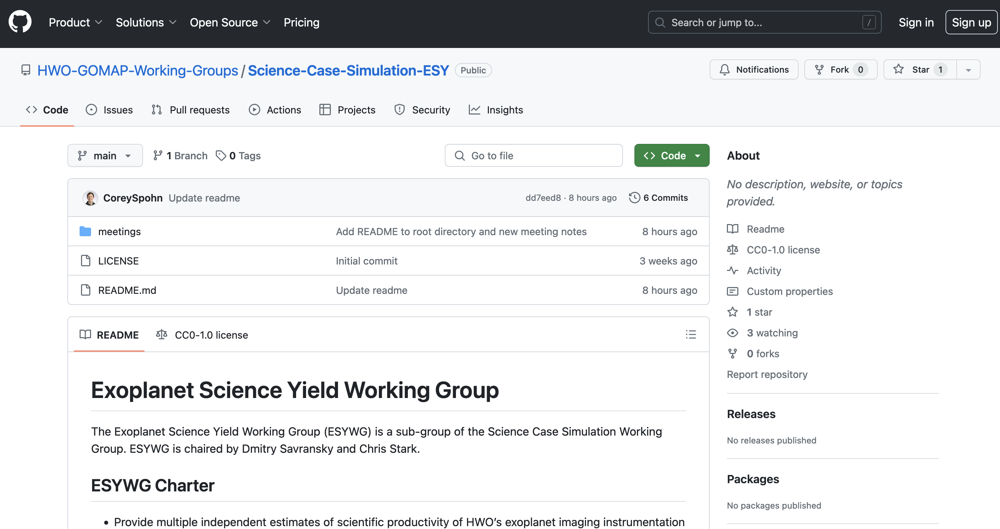 Product Solutions Open Source Pricing Search or jump to... / Sign in Sign up
HWO-GOMAP-Working-Groups / Science-Case-Simulation-ESY Public Notifications Fork 0 Star 1
Code Issues Pull requests Actions Projects Security Insights
main 1 Branch 0 Tags Go to file Code
CoreySpohn Update readme dd7eed8 · 8 hours ago 6 Commits
meetings Add README to root directory and new meeting notes 8 hours ago
LICENSE Initial commit 3 weeks ago
README.md Update readme 8 hours ago
README CC0-1.0 license
Exoplanet Science Yield Working Group
The Exoplanet Science Yield Working Group (ESYWG) is a sub-group of the Science Case Simulation Working
Group. ESYWG is chaired by Dmitry Savransky and Chris Stark.
ESYWG Charter
• Provide multiple independent estimates of scientific productivity of HWO’s exoplanet imaging instrumentation
About
No description, website, or topics
provided.
Readme
CC0-1.0 license
Activity
Custom properties
1 star
3 watching
0 forks
Report repository
Releases
No releases published
Packages
No packages published